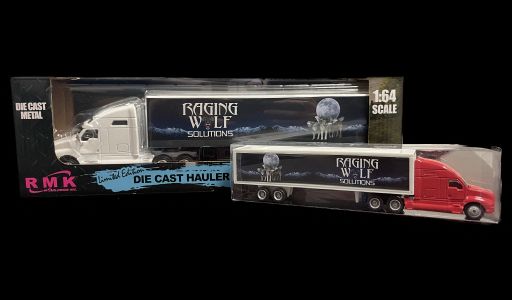 DIE CAST
METAL
RAGING
WOLF
SOLUTIONS
1:64
SCALE
Limited Edition
DIE CAST HAULER
RMK
RAGING
WOLF
SOLUTIONS